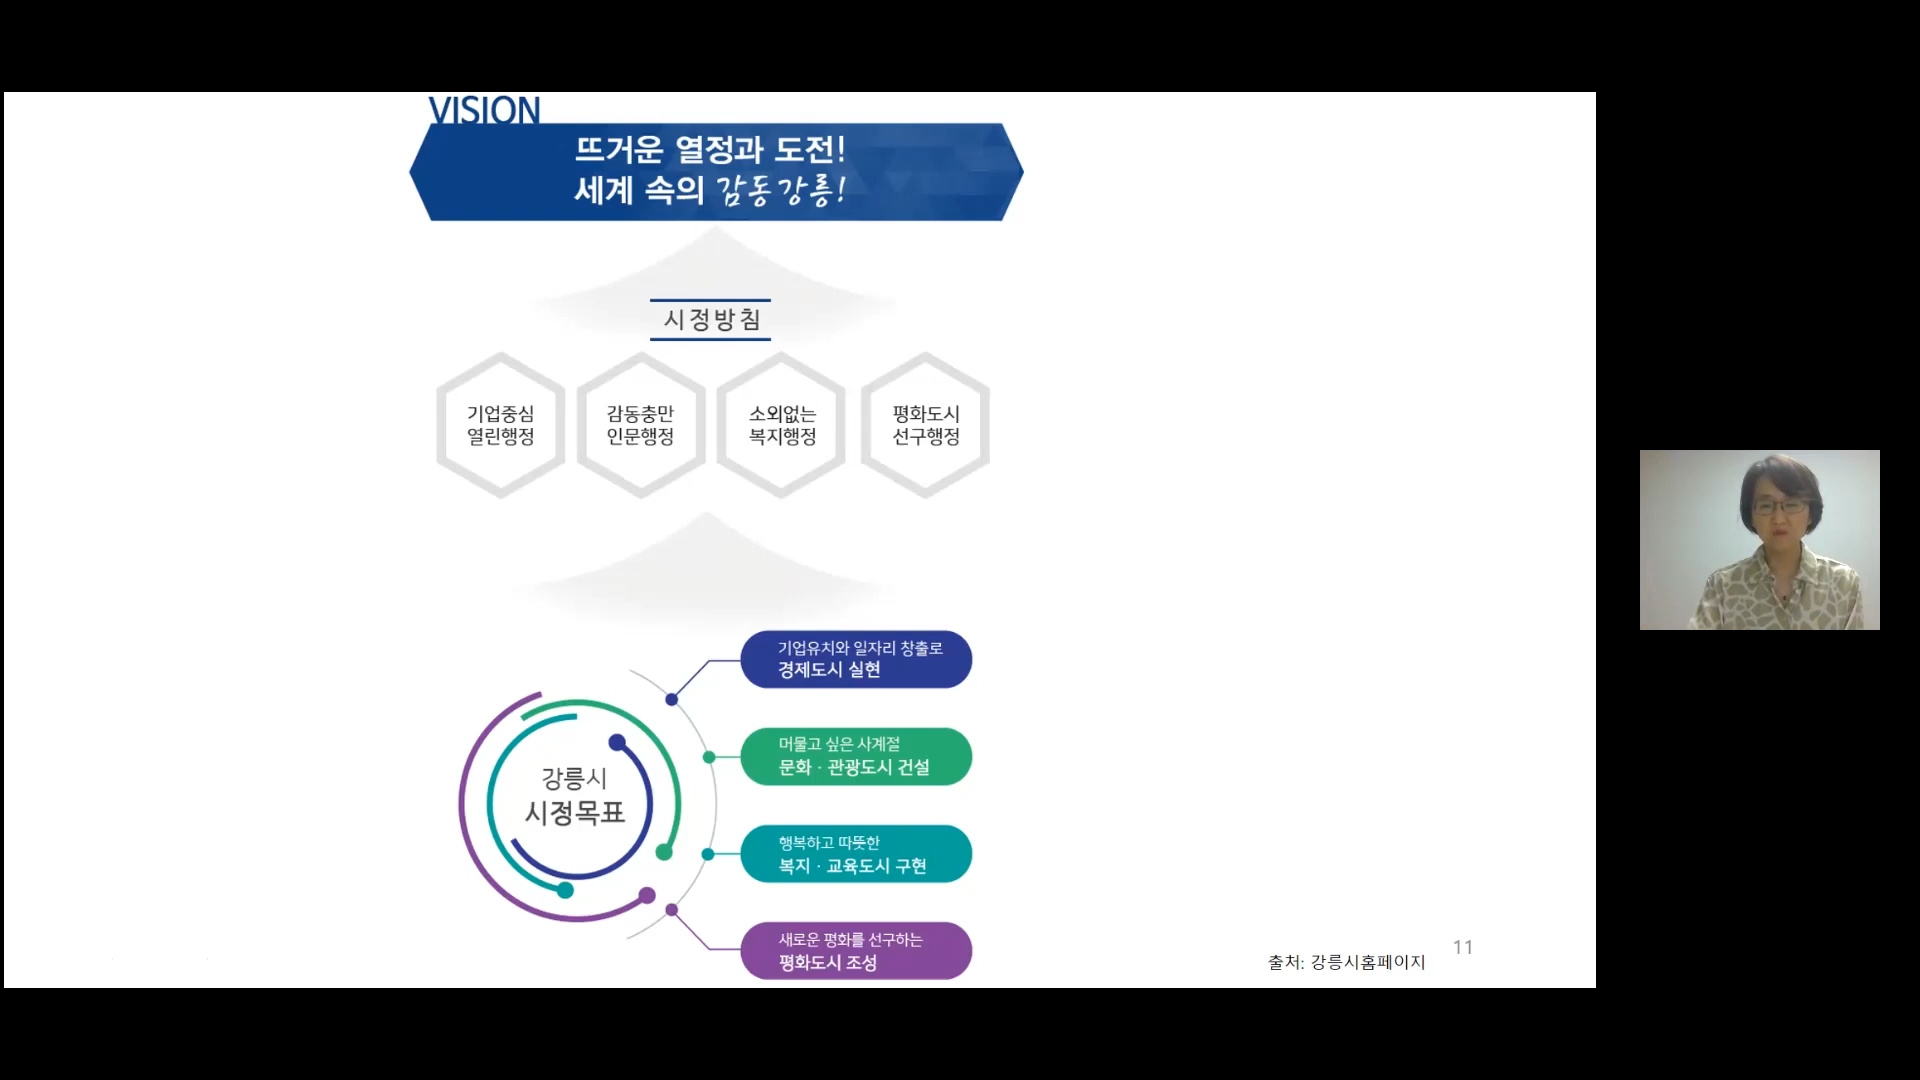 VISION
뜨거운 열정과 도전!
세계 속의 감동강릉!
시정방침
기업중심
열린행정
감동충만
인문행정
소외없는
복지행정
평화도시
선구행정
강릉시
시정목표
기업유치와 일자리 창출로
경제도시 실현
머물고 싶은 사계절
문화 · 관광도시 건설
행복하고 따뜻한
복지 · 교육도시 구현
새로운 평화를 선구하는
평화도시 조성
11
출처: 강릉시홈페이지